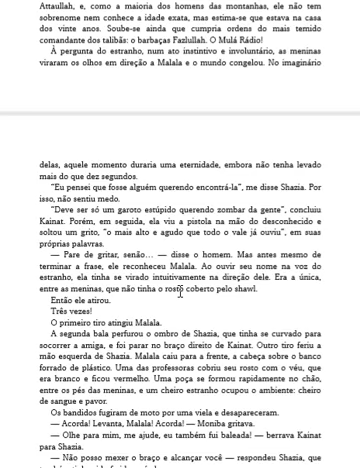 Attaullah, e, como a maioria dos homens das montanhas, ele não tem
sobrenome nem conhece a idade exata, mas estima-se que estava na casa
dos vinte anos. Soube-se ainda que cumpria ordens do mais temido
comandante dos talibãs: o barbaças Fazlullah. O Mulá Rádio!
À pergunta do estranho, num ato instintivo e involuntário, as meninas
viraram os olhos em direção a Malala e o mundo congelou. No imaginário
delas, aquele momento duraria uma eternidade, embora não tenha levado
mais do que dez segundos.
“Eu pensei que fosse alguém querendo encontrá-la”, me disse Shazia. Por
isso, não sentiu medo.
“Deve ser só um garoto estúpido querendo zombar da gente”, concluiu
Kainat. Porém, em seguida, ela viu a pistola na mão do desconhecido e
soltou um grito, “o mais alto e agudo que todo o vale já ouviu”, em suas
próprias palavras.
— Pare de gritar, senão... — disse o homem. Mas antes mesmo de
terminar a frase, ele reconheceu Malala. Ao ouvir seu nome na voz do
estranho, ela tinha se virado intuitivamente na direção dele. Era a única,
entre as meninas, que não tinha o rosto coberto pelo shawl.
Então ele atirou.
Três vezes!
O primeiro tiro atingiu Malala.
A segunda bala perfurou o ombro de Shazia, que tinha se curvado para
socorrer a amiga, e foi parar no braço direito de Kainat. Outro tiro feriu a
mão esquerda de Shazia. Malala caiu para a frente, a cabeça sobre o banco
forrado de plástico. Uma das professoras cobriu seu rosto com o véu, que
era branco e ficou vermelho. Uma poça se formou rapidamente no chão,
entre os pés das meninas, e um cheiro estranho ocupou o ambiente: cheiro
de sangue e pavor.
Os bandidos fugiram de moto por uma viela e desapareceram.
— Acorda! Levanta, Malala! Acorda! — Moniba gritava.
— Olhe para mim, me ajude, eu também fui baleada! — berrava Kainat
para Shazia.
— Não posso mexer o braço e alcançar você — respondeu Shazia, que